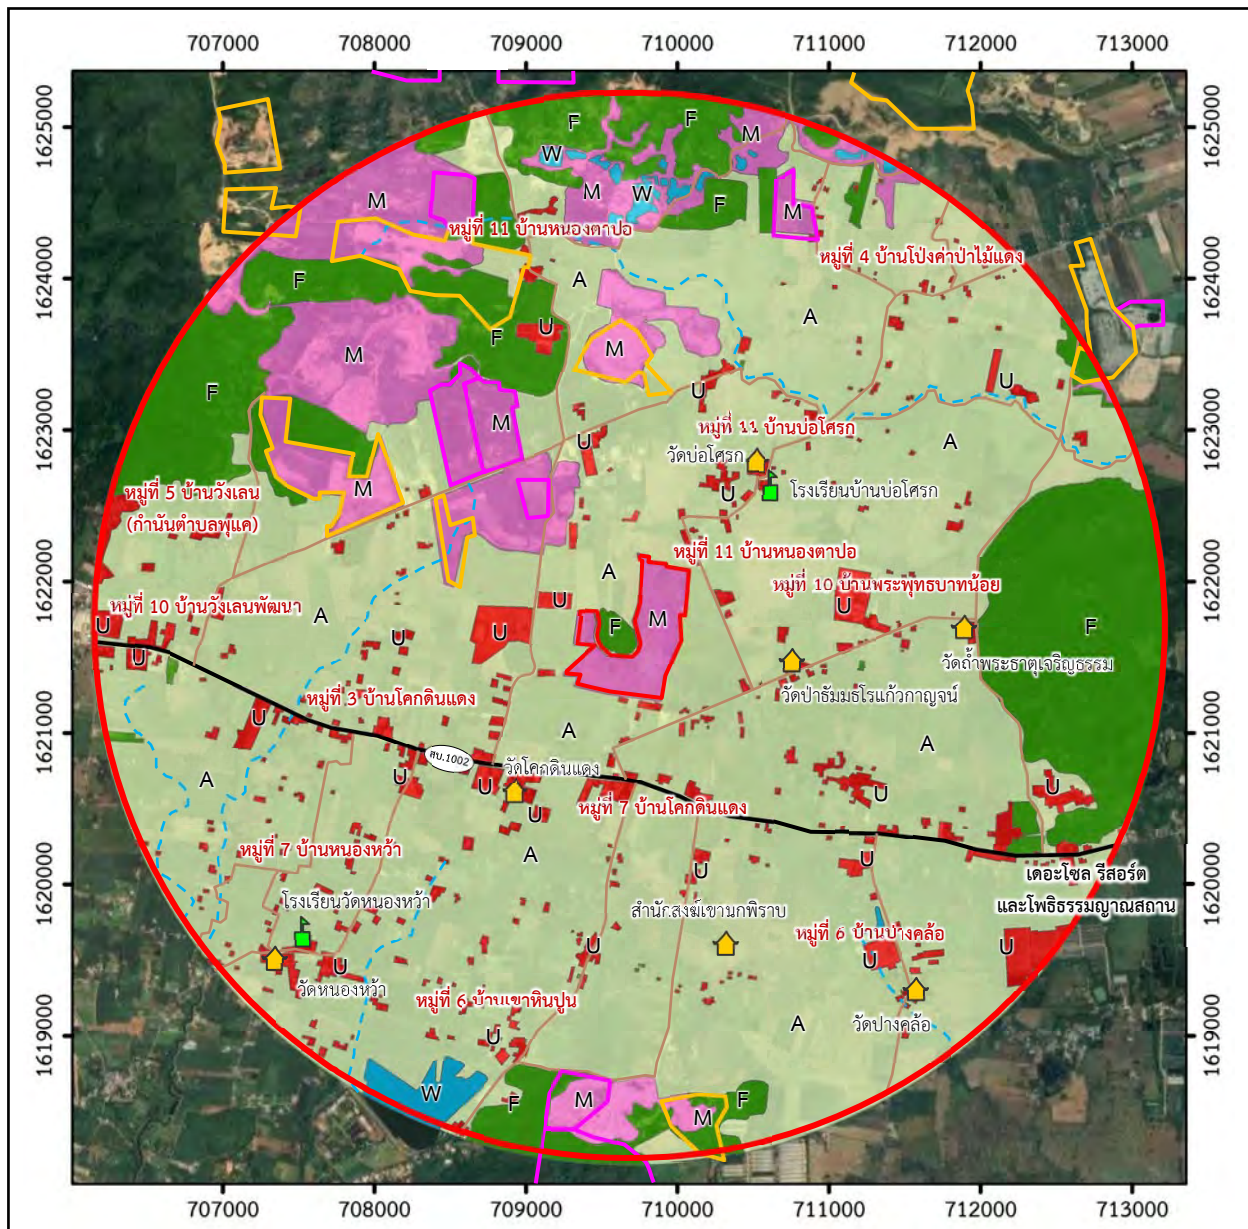 707000 708000 709000 710000 711000 712000 713000
1625000
1625000
F
F
M
W
M
W
M
F
M
หมู่ที่ 11 บ้านหนองตาปอ
หมู่ที่ 4 บ้านโป่งค่าป่าไม้แดง
1624000
1624000
F
A
A
U
F
M
M
F
U
U
M
หมู่ที่ 11 บ้านบ่อโศรก
1623000
1623000
U
A
วัดบ่อโศรก
M
U
โรงเรียนบ้านบ่อโศรก
หมู่ที่ 5 บ้านวังเลน
(กำนันตำบลพุแค)
หมู่ที่ 11 บ้านหนองตาปอ
1622000
1622000
A
หมู่ที่ 10 บ้านพระพุทธบาทน้อย
หมู่ที่ 10 บ้านวังเลนพัฒนา
U
U
A
U
U
U
F
M
F
U
วัดถ้ำพระธาตุเจริญธรรม
วัดป่าธัมมธโรแก้วกาญจน์
หมู่ที่ 3 บ้านโคกดินแดง
U
1621000
1621000
A
A
สบ.1002
วัดโคกดินแดง
A
U
U
U
U
หมู่ที่ 7 บ้านโคกดินแดง
U
หมู่ที่ 7 บ้านหนองหว้า
A
U
U
เดอะโซล รีสอร์ต
และโพธิธรรมญาณสถาน
1620000
1620000
โรงเรียนวัดหนองหว้า
สำนักสงฆ์เขานกพิราบ
หมู่ที่ 6 บ้านปางคล้อ
U
U
U
U
วัดหนองหว้า
หมู่ที่ 6 บ้านเขาหินปูน
วัดปางคล้อ
1619000
1619000
U
A
W
F
M
M
F
707000 708000 709000 710000 711000 712000 713000